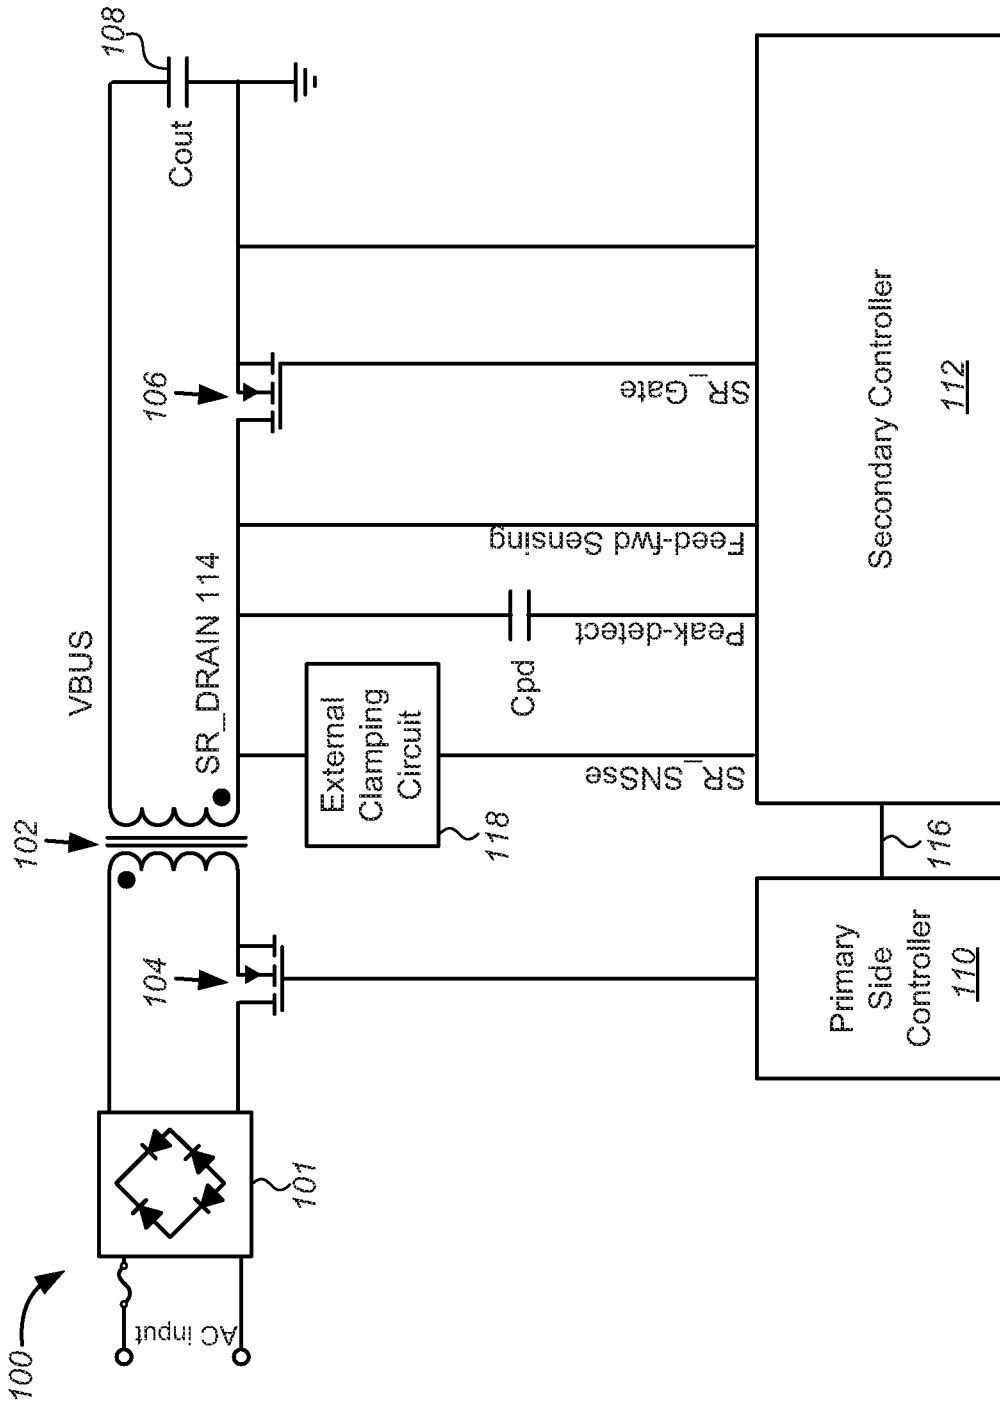 100
AC input
101
102
104
VBUS
SR_DRAIN 114
106
108
Cout
External
Clamping
Circuit
118
Cpd
SR_SNSse
Peak-detect
Feed-fwd Sensing
SR_Gate
Primary
Side
Controller
110
116
Secondary Controller
112